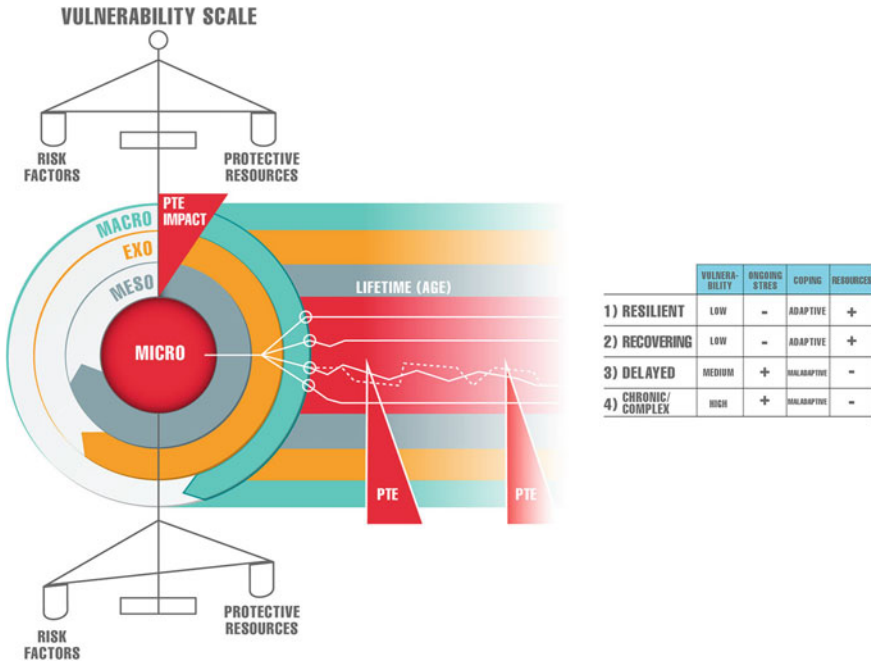 VULNERABILITY SCALE
RISK
FACTORS
PROTECTIVE
RESOURCES
PTE
IMPACT
MACRO
EXO
MESO
MICRO
LIFETIME (AGE)
PTE
PTE
RISK
FACTORS
PROTECTIVE
RESOURCES
VULNERA-
BILITY
ONGOING
STRES
COPING
RESOURCES
1) RESILIENT LOW - ADAPTIVE +
2) RECOVERING LOW - ADAPTIVE +
3) DELAYED MEDIUM + MALADAPTIVE -
4) CHRONIC/
COMPLEX HIGH + MALADAPTIVE -